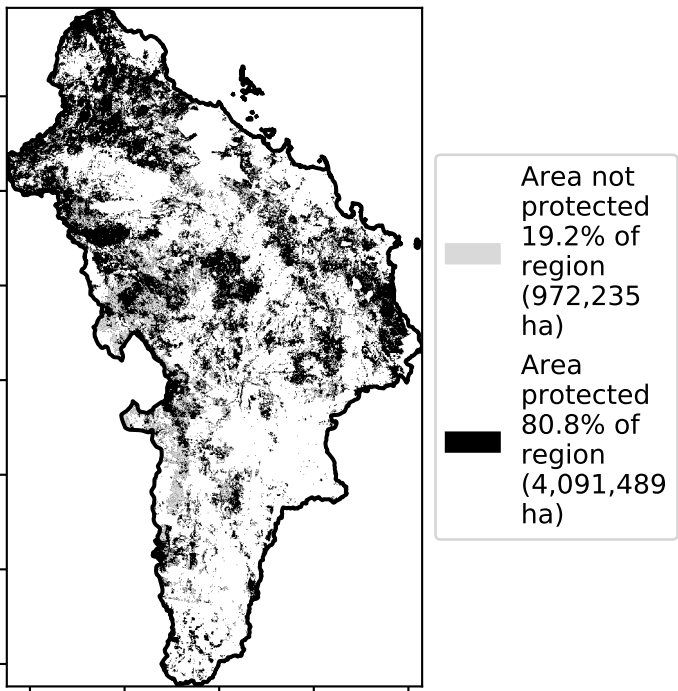 Area not
protected
19.2% of
region
(972,235
ha)
Area
protected
80.8% of
region
(4,091,489
ha)